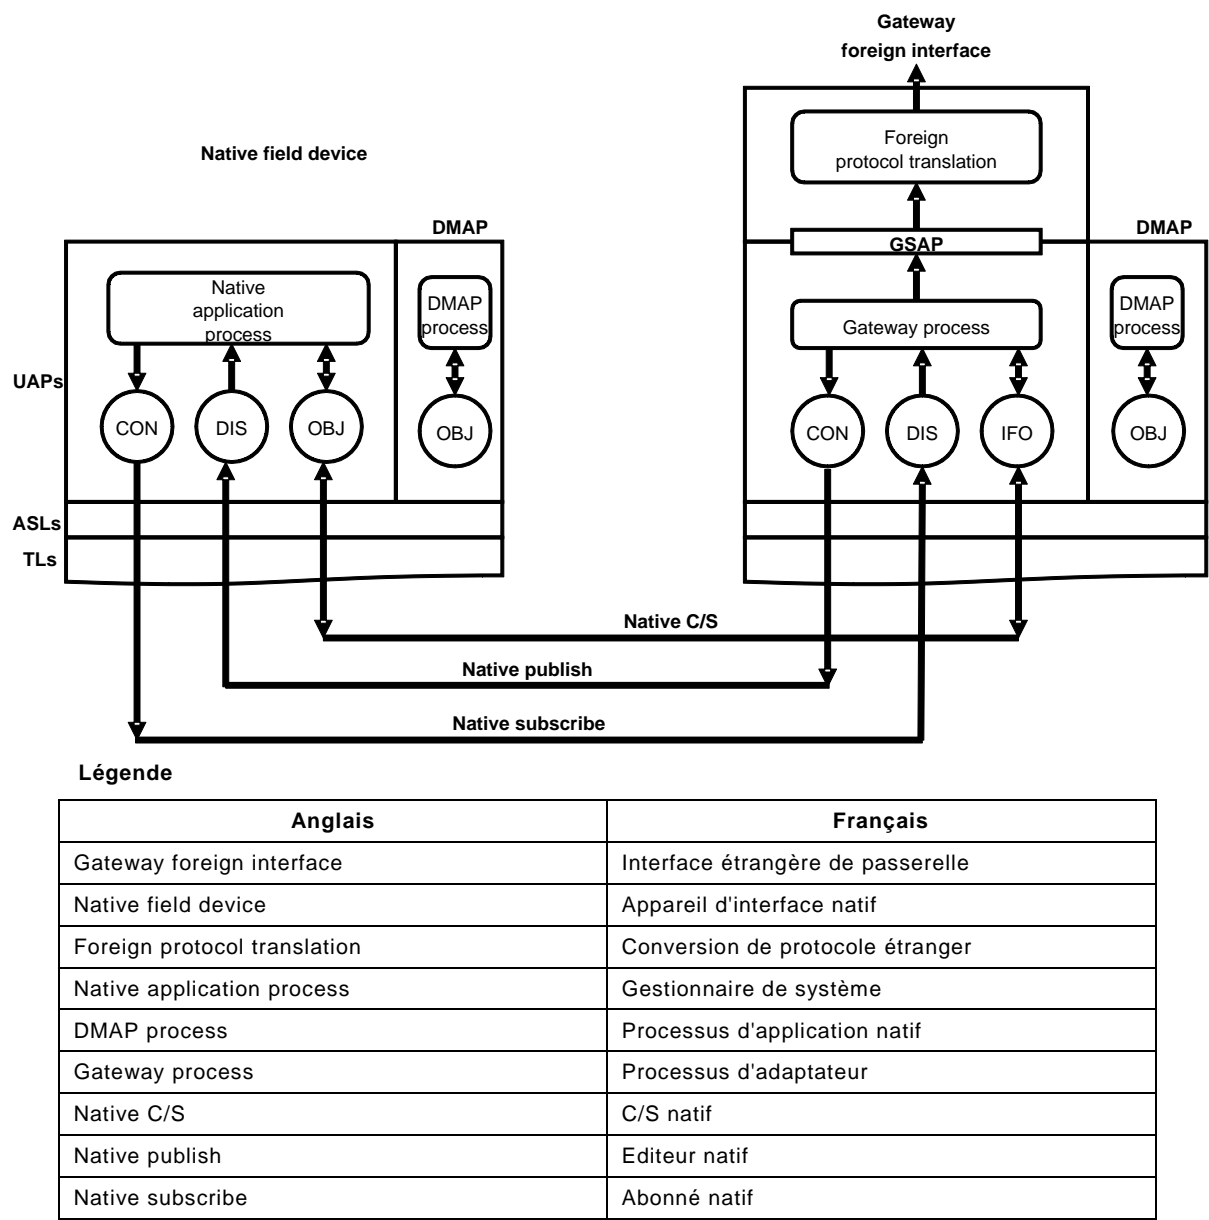 Gateway
foreign interface
Native field device
Foreign
protocol translation
DMAP
GSAP
DMAP
Native
application
process
DMAP
process
Gateway process
DMAP
process
UAPs
CON
DIS
OBJ
OBJ
CON
DIS
IFO
OBJ
ASLs
TLs
Native C/S
Native publish
Native subscribe
Légende
Anglais Français
Gateway foreign interface Interface étrangère de passerelle
Native field device Appareil d'interface natif
Foreign protocol translation Conversion de protocole étranger
Native application process Gestionnaire de système
DMAP process Processus d'application natif
Gateway process Processus d'adaptateur
Native C/S C/S natif
Native publish Editeur natif
Native subscribe Abonné natif